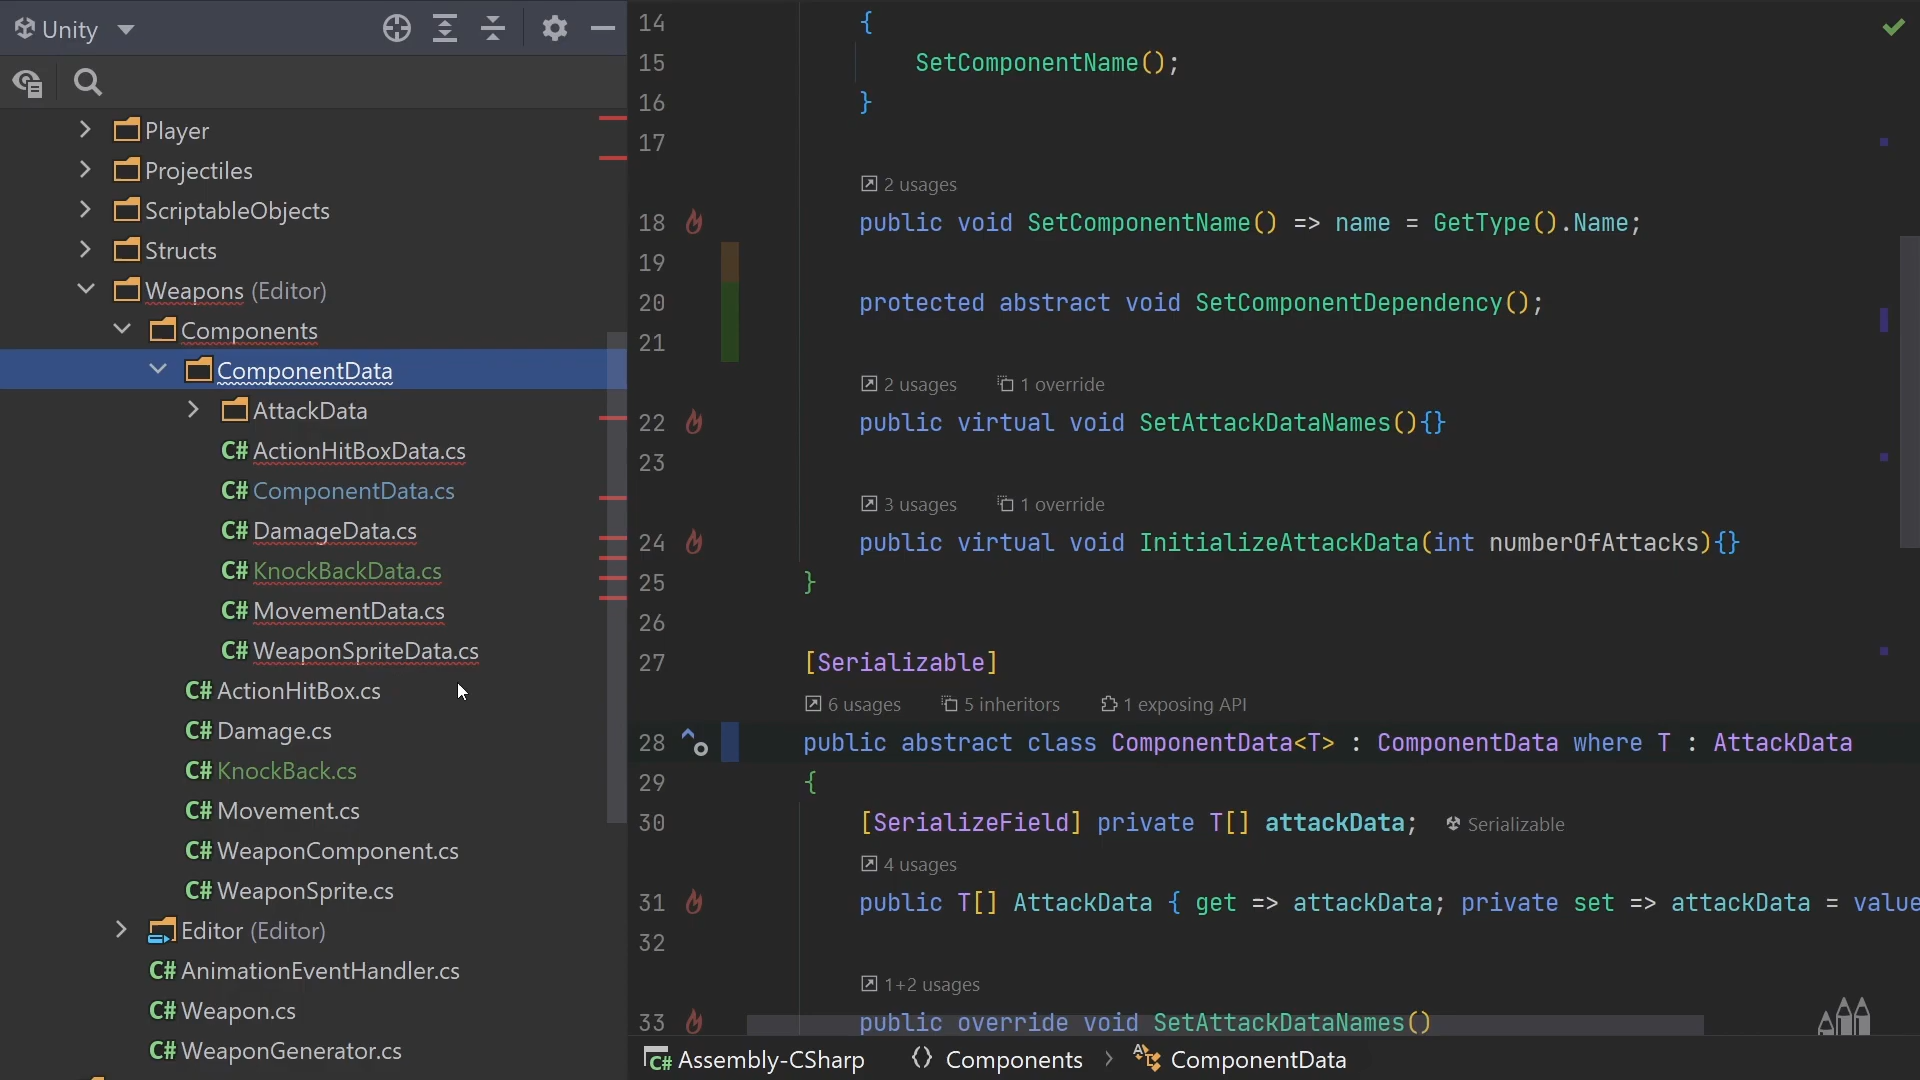 Unity
Player
Projectiles
ScriptableObjects
Structs
Weapons (Editor)
Components
ComponentData
AttackData
C# ActionHitBoxData.cs
C# ComponentData.cs
C# DamageData.cs
C# KnockBackData.cs
C# MovementData.cs
C# WeaponSpriteData.cs
C# ActionHitBox.cs
C# Damage.cs
C# KnockBack.cs
C# Movement.cs
C# WeaponComponent.cs
C# WeaponSprite.cs
Editor (Editor)
C# AnimationEventHandler.cs
C# Weapon.cs
C# WeaponGenerator.cs
14 {
15 SetComponentName();
16 }
17
2 usages
18 public void SetComponentName() => name = GetType().Name;
19
20 protected abstract void SetComponentDependency();
21
2 usages 1 override
22 public virtual void SetAttackDataNames(){}
23
3 usages 1 override
24 public virtual void InitializeAttackData(int numberOfAttacks){}
25 }
26
27 [Serializable]
6 usages 5 inheritors 1 exposing API
28 public abstract class ComponentData<T> : ComponentData where T : AttackData
29 {
30 [SerializeField] private T[] attackData; Serializable
4 usages
31 public T[] AttackData { get => attackData; private set => attackData = value
32
1+2 usages
33 public override void SetAttackDataNames()
C# Assembly-CSharp {} Components > ComponentData